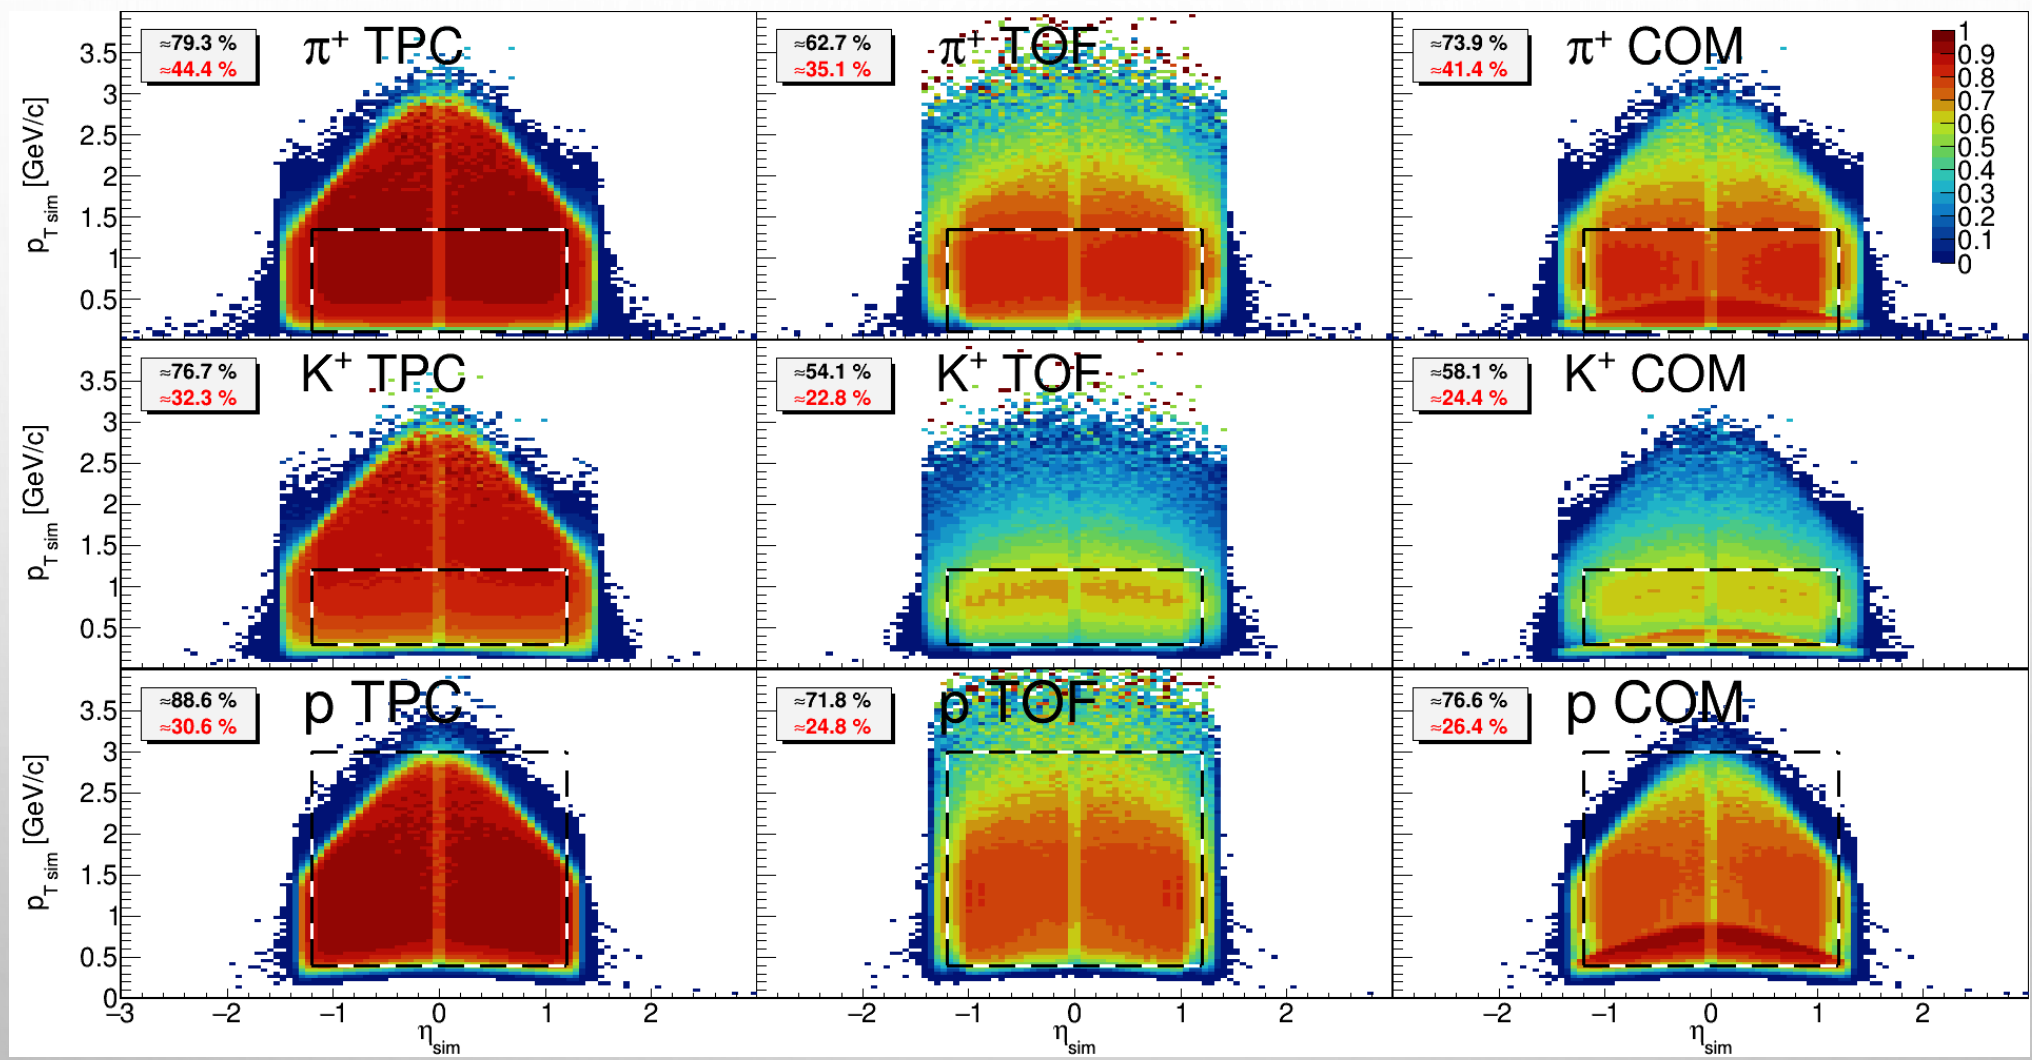 ≈79.3 %
≈44.4 %
π⁺ TPC
≈62.7 %
≈35.1 %
π⁺ TOF
≈73.9 %
≈41.4 %
π⁺ COM
1
0.9
0.8
0.7
0.6
0.5
0.4
0.3
0.2
0.1
0
3.5
3
2.5
2
1.5
1
0.5
p_T sim [GeV/c]
≈76.7 %
≈32.3 %
K⁺ TPC
≈54.1 %
≈22.8 %
K⁺ TOF
≈58.1 %
≈24.4 %
K⁺ COM
3.5
3
2.5
2
1.5
1
0.5
p_T sim [GeV/c]
≈88.6 %
≈30.6 %
p TPC
≈71.8 %
≈24.8 %
p TOF
≈76.6 %
≈26.4 %
p COM
3.5
3
2.5
2
1.5
1
0.5
0
p_T sim [GeV/c]
−3 −2 −1 0 1 2
−2 −1 0 1 2
−2 −1 0 1 2
η_sim
η_sim
η_sim